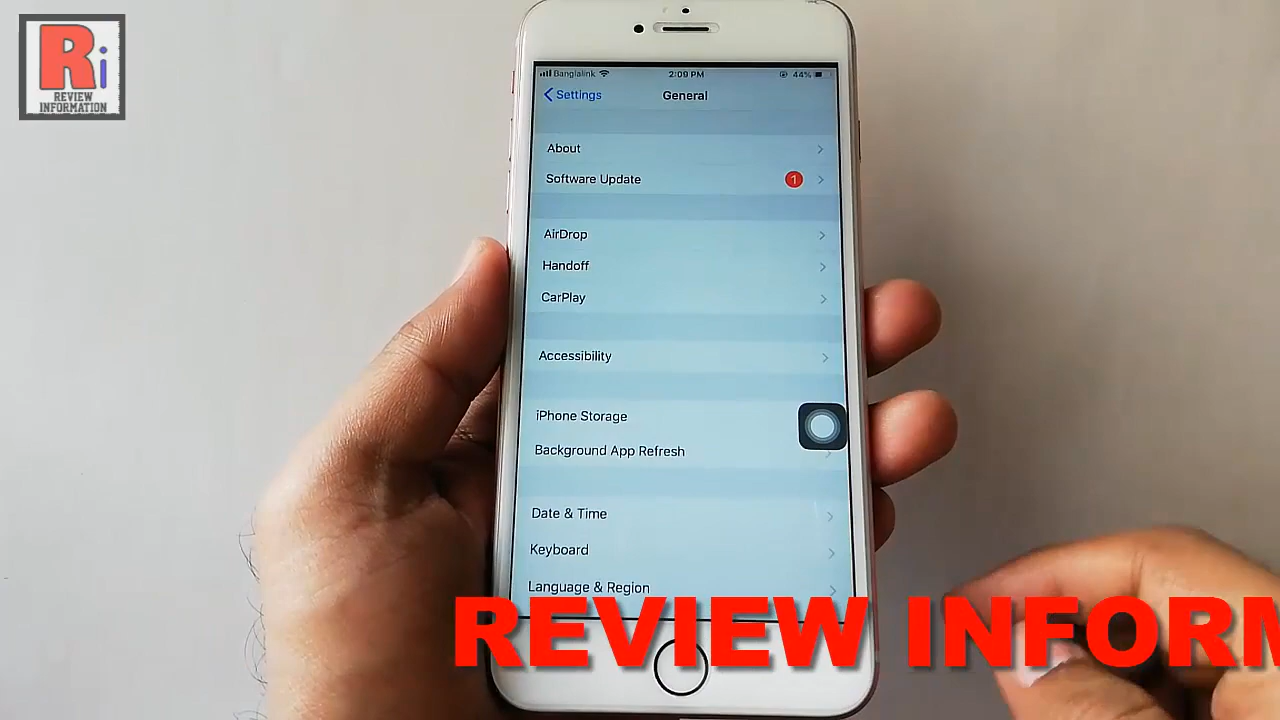 Ri
REVIEW
INFORMATION
Banglalink 2:09 PM 44%
Settings General
About
Software Update 1
AirDrop
Handoff
CarPlay
Accessibility
iPhone Storage
Background App Refresh
Date & Time
Keyboard
Language & Region
REVIEW INFORM